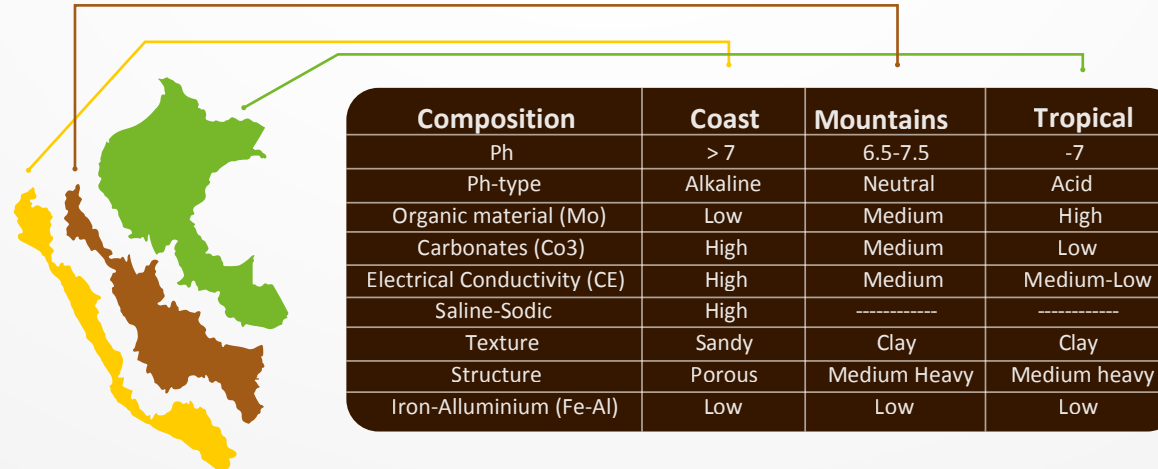 Composition Coast Mountains Tropical
Ph > 7 6.5-7.5 -7
Ph-type Alkaline Neutral Acid
Organic material (Mo) Low Medium High
Carbonates (Co3) High Medium Low
Electrical Conductivity (CE) High Medium Medium-Low
Saline-Sodic High ------------ ------------
Texture Sandy Clay Clay
Structure Porous Medium Heavy Medium heavy
Iron-Alluminium (Fe-Al) Low Low Low